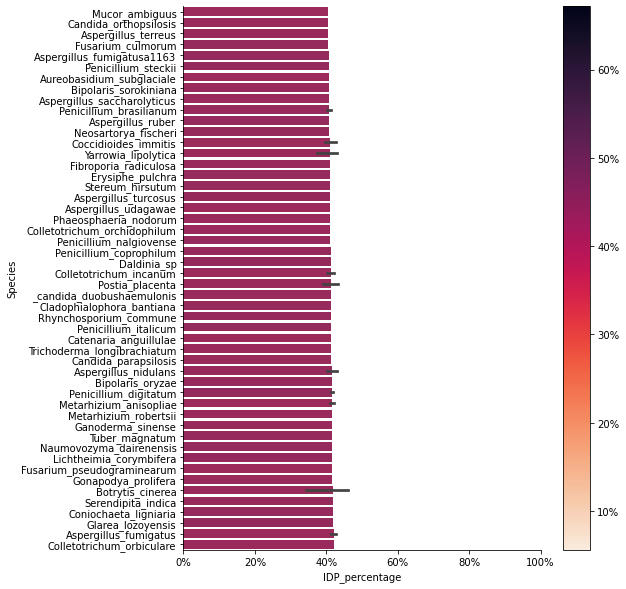 Mucor_ambiguus
Candida_orthopsilosis
Aspergillus_terreus
Fusarium_culmorum
Aspergillus_fumigatusa1163
Penicillium_steckii
Aureobasidium_subglaciale
Bipolaris_sorokiniana
Aspergillus_saccharolyticus
Penicillium_brasilianum
Aspergillus_ruber
Neosartorya_fischeri
Coccidioides_immitis
Yarrowia_lipolytica
Fibroporia_radiculosa
Erysiphe_pulchra
Stereum_hirsutum
Aspergillus_turcosus
Aspergillus_udagawae
Phaeosphaeria_nodorum
Colletotrichum_orchidophilum
Penicillium_nalgiovense
Penicillium_coprophilum
Daldinia_sp
Colletotrichum_incanum
Postia_placenta
_candida_duobushaemulonis
Cladophialophora_bantiana
Rhynchosporium_commune
Penicillium_italicum
Catenaria_anguillulae
Trichoderma_longibrachiatum
Candida_parapsilosis
Aspergillus_nidulans
Bipolaris_oryzae
Penicillium_digitatum
Metarhizium_anisopliae
Metarhizium_robertsii
Ganoderma_sinense
Tuber_magnatum
Naumovozyma_dairenensis
Lichtheimia_corymbifera
Fusarium_pseudograminearum
Gonapodya_prolifera
Botrytis_cinerea
Serendipita_indica
Coniochaeta_ligniaria
Glarea_lozoyensis
Aspergillus_fumigatus
Colletotrichum_orbiculare
Species
0% 20% 40% 60% 80% 100%
IDP_percentage
60%
50%
40%
30%
20%
10%